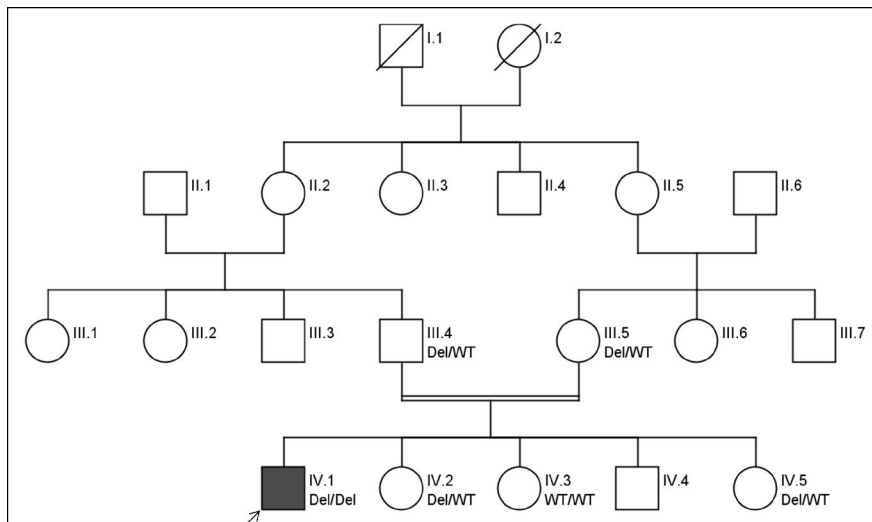 I.1
I.2
II.1
II.2
II.3
II.4
II.5
II.6
III.1
III.2
III.3
III.4
Del/WT
III.5
Del/WT
III.6
III.7
IV.1
Del/Del
IV.2
Del/WT
IV.3
WT/WT
IV.4
IV.5
Del/WT